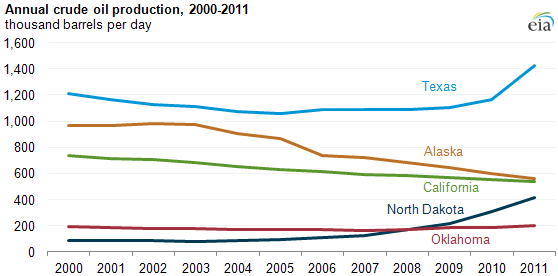 Annual crude oil production, 2000-2011
thousand barrels per day
eia
1,600
1,400
1,200
1,000
800
600
400
200
0
Texas
Alaska
California
North Dakota
Oklahoma
2000 2001 2002 2003 2004 2005 2006 2007 2008 2009 2010 2011